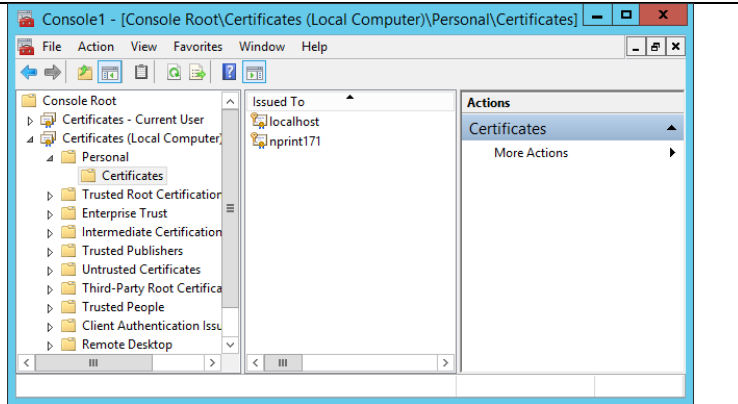 Console1 - [Console Root\Certificates (Local Computer)\Personal\Certificates]
File Action View Favorites Window Help
Console Root
Certificates - Current User
Certificates (Local Computer)
Personal
Certificates
Trusted Root Certification
Enterprise Trust
Intermediate Certification
Trusted Publishers
Untrusted Certificates
Third-Party Root Certifica
Trusted People
Client Authentication Issu
Remote Desktop
Issued To
localhost
nprint171
Actions
Certificates
More Actions